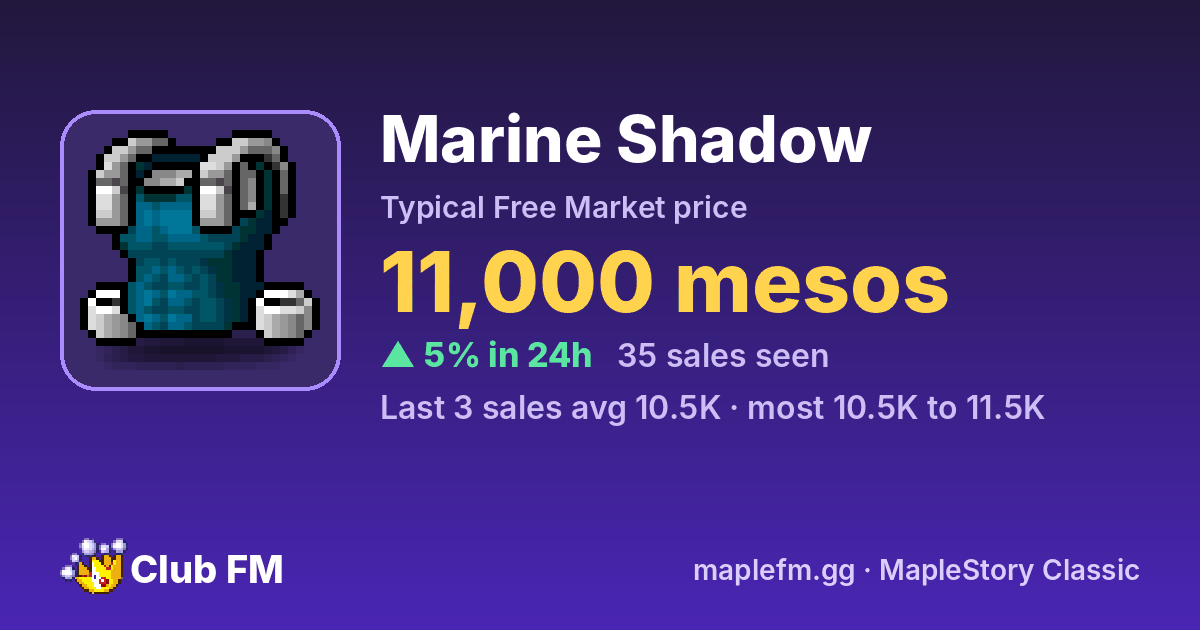 Marine Shadow
Typical Free Market price
11,000 mesos
▲ 5% in 24h 35 sales seen
Last 3 sales avg 10.5K · most 10.5K to 11.5K
Club FM
maplefm.gg · MapleStory Classic